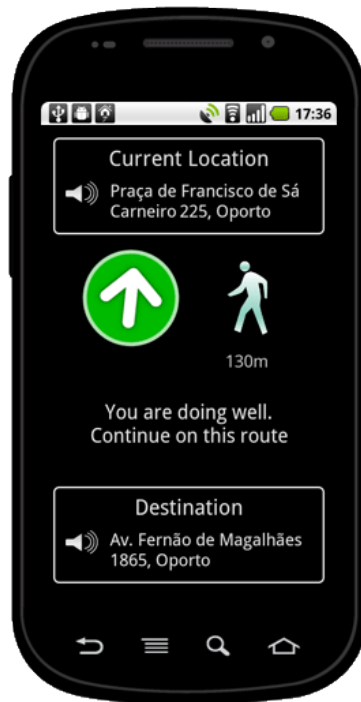 17:36
Current Location
Praça de Francisco de Sá
Carneiro 225, Oporto
130m
You are doing well.
Continue on this route
Destination
Av. Fernão de Magalhães
1865, Oporto